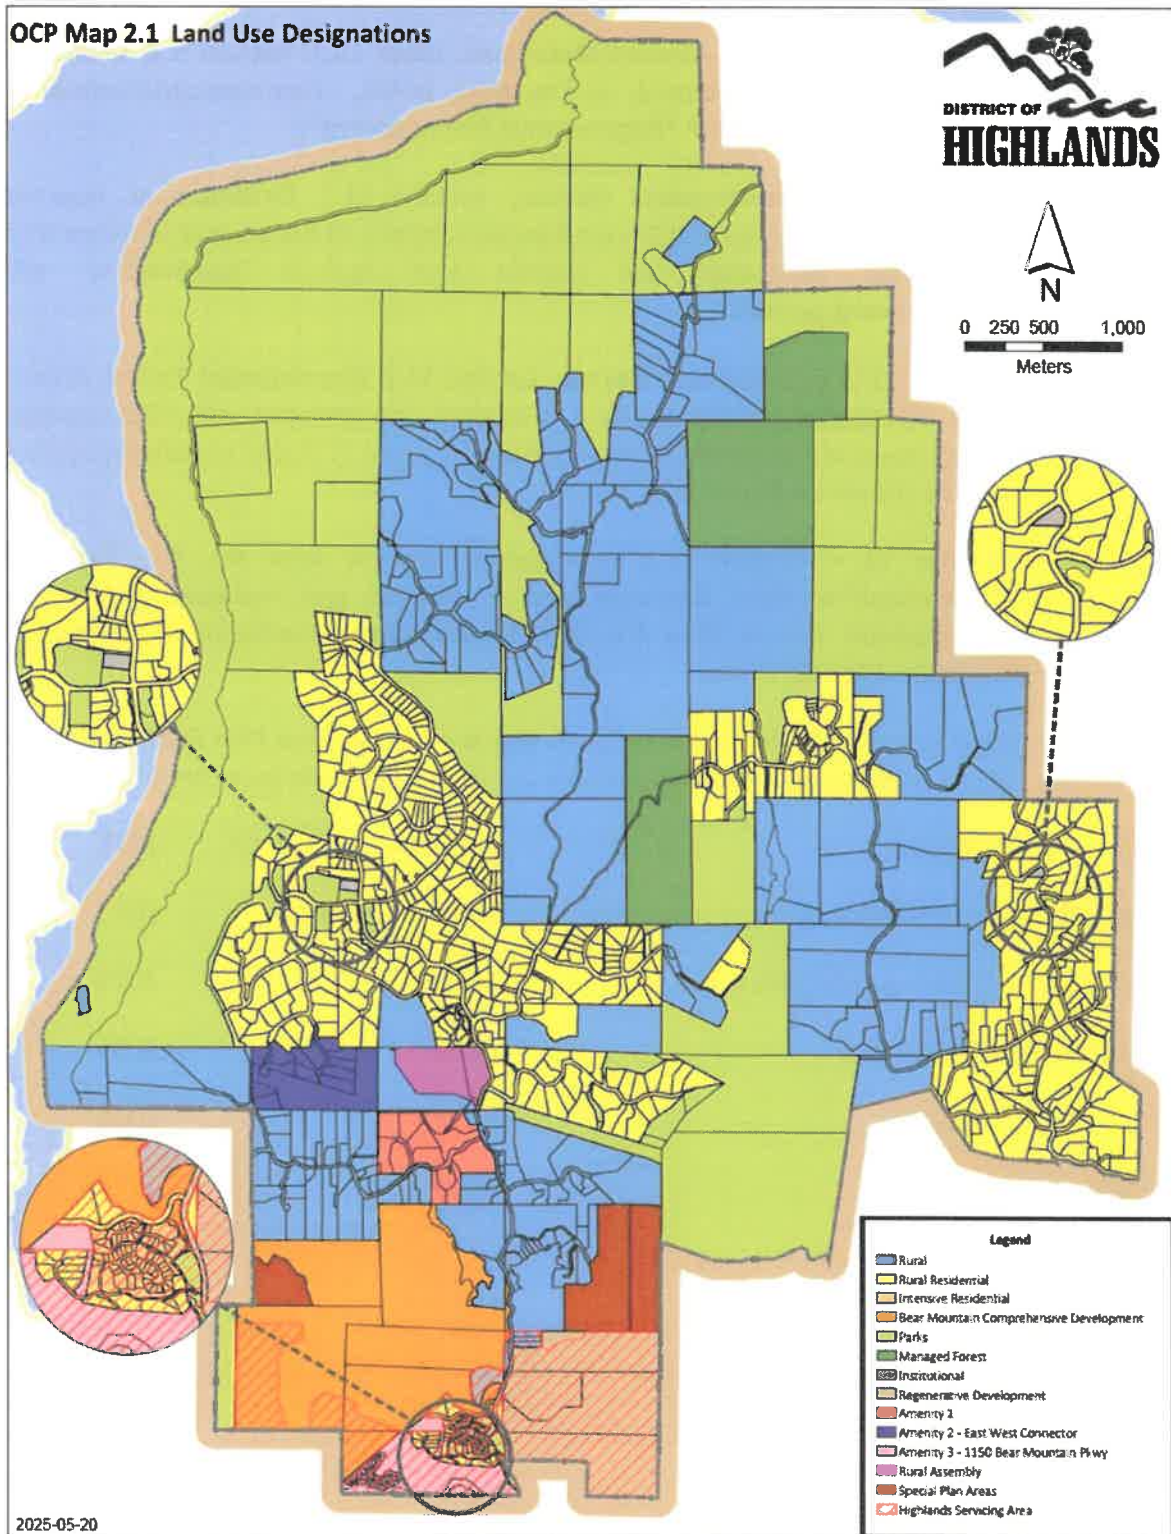 OCP Map 2.1 Land Use Designations
DISTRICT OF
HIGHLANDS
N
0 250 500 1,000
Meters
Legend
Rural
Rural Residential
Intensive Residential
Bear Mountain Comprehensive Development
Parks
Managed Forest
Institutional
Regenerative Development
Amenity 1
Amenity 2 - East West Connector
Amenity 3 - 1150 Bear Mountain Pkwy
Rural Assembly
Special Plan Areas
Highlands Servicing Area
2025-05-20